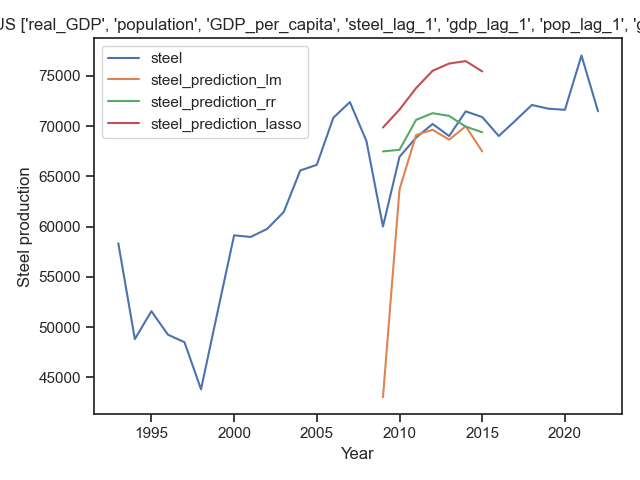 US ['real_GDP', 'population', 'GDP_per_capita', 'steel_lag_1', 'gdp_lag_1', 'pop_lag_1', 'g
steel
steel_prediction_lm
steel_prediction_rr
steel_prediction_lasso
75000
70000
65000
60000
55000
50000
45000
Steel production
1995
2000
2005
2010
2015
2020
Year